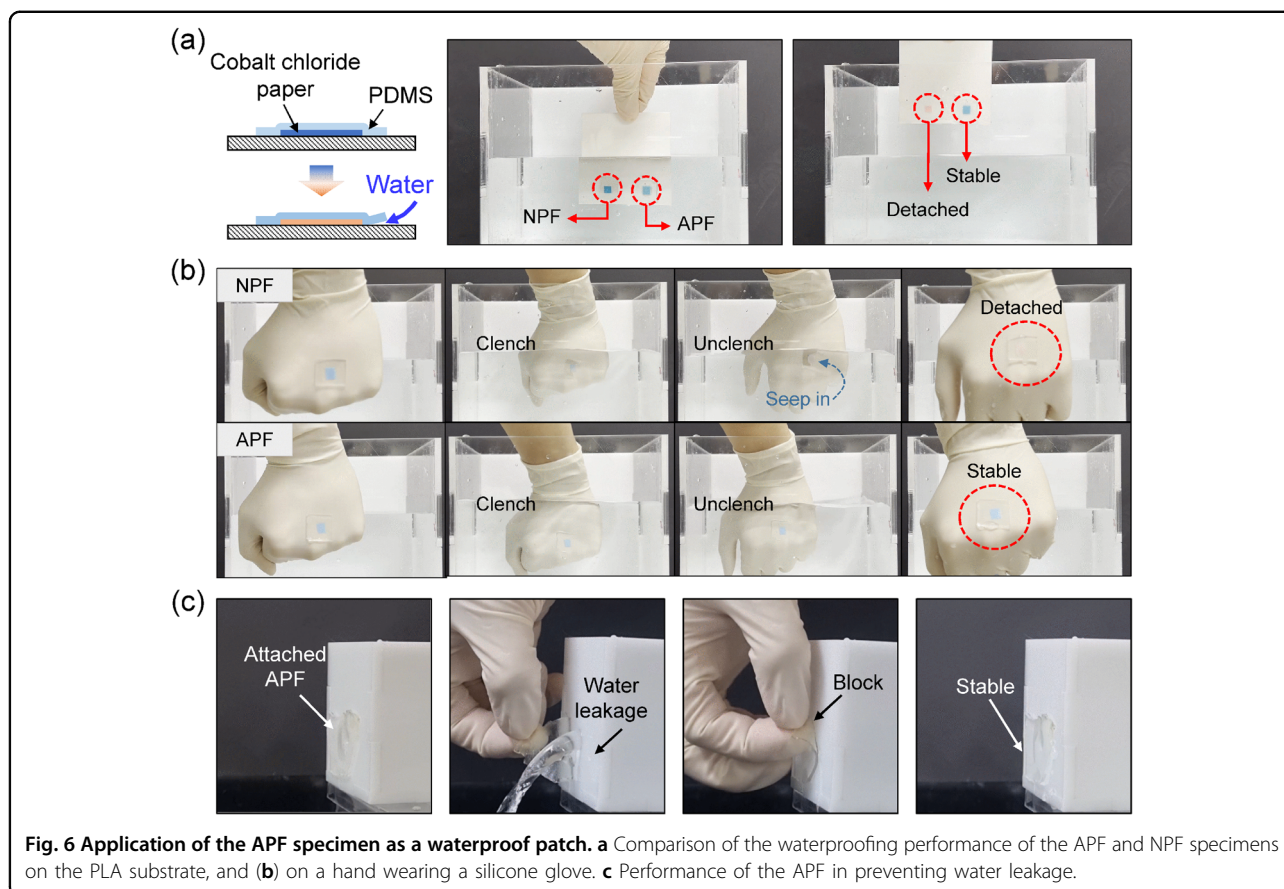 (a)
Cobalt chloride
paper
PDMS
Water
NPF
APF
Stable
Detached
(b)
NPF
Clench
Unclench
Seep in
Detached
APF
Clench
Unclench
Stable
(c)
Attached
APF
Water
leakage
Block
Stable
Fig. 6 Application of the APF specimen as a waterproof patch. a Comparison of the waterproofing performance of the APF and NPF specimens
on the PLA substrate, and (b) on a hand wearing a silicone glove. c Performance of the APF in preventing water leakage.